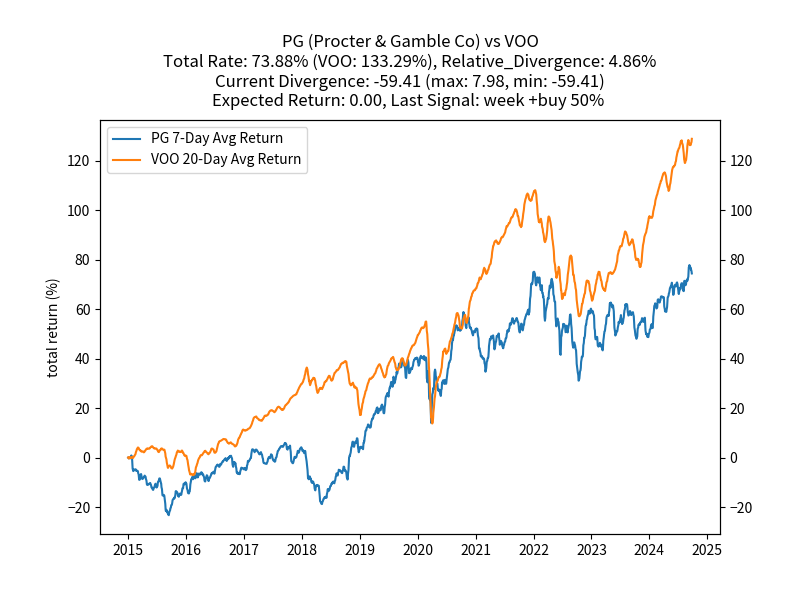 PG (Procter & Gamble Co) vs VOO
Total Rate: 73.88% (VOO: 133.29%), Relative_Divergence: 4.86%
Current Divergence: -59.41 (max: 7.98, min: -59.41)
Expected Return: 0.00, Last Signal: week +buy 50%
PG 7-Day Avg Return
VOO 20-Day Avg Return
total return (%)
120
100
80
60
40
20
0
−20
120
100
80
60
40
20
0
−20
2015 2016 2017 2018 2019 2020 2021 2022 2023 2024 2025